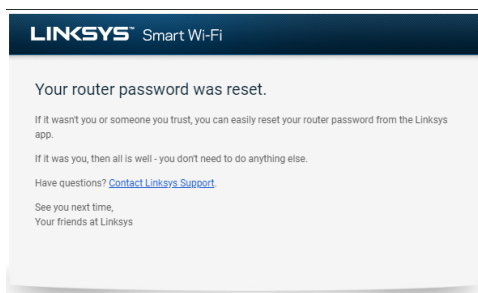 LINKSYS™ Smart Wi-Fi
Your router password was reset.
If it wasn't you or someone you trust, you can easily reset your router password from the Linksys
app.
If it was you, then all is well - you don't need to do anything else.
Have questions? Contact Linksys Support.
See you next time,
Your friends at Linksys